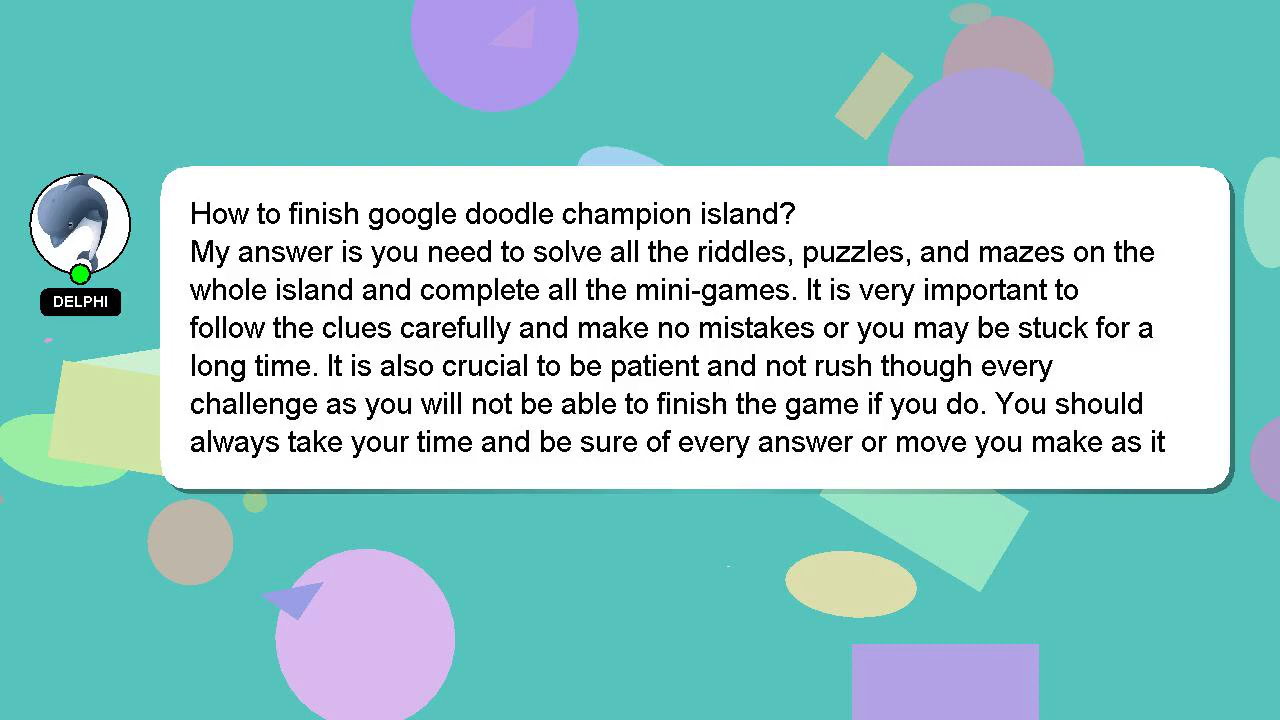 How to finish google doodle champion island?
My answer is you need to solve all the riddles, puzzles, and mazes on the
whole island and complete all the mini-games. It is very important to
follow the clues carefully and make no mistakes or you may be stuck for a
long time. It is also crucial to be patient and not rush though every
challenge as you will not be able to finish the game if you do. You should
always take your time and be sure of every answer or move you make as it
DELPHI